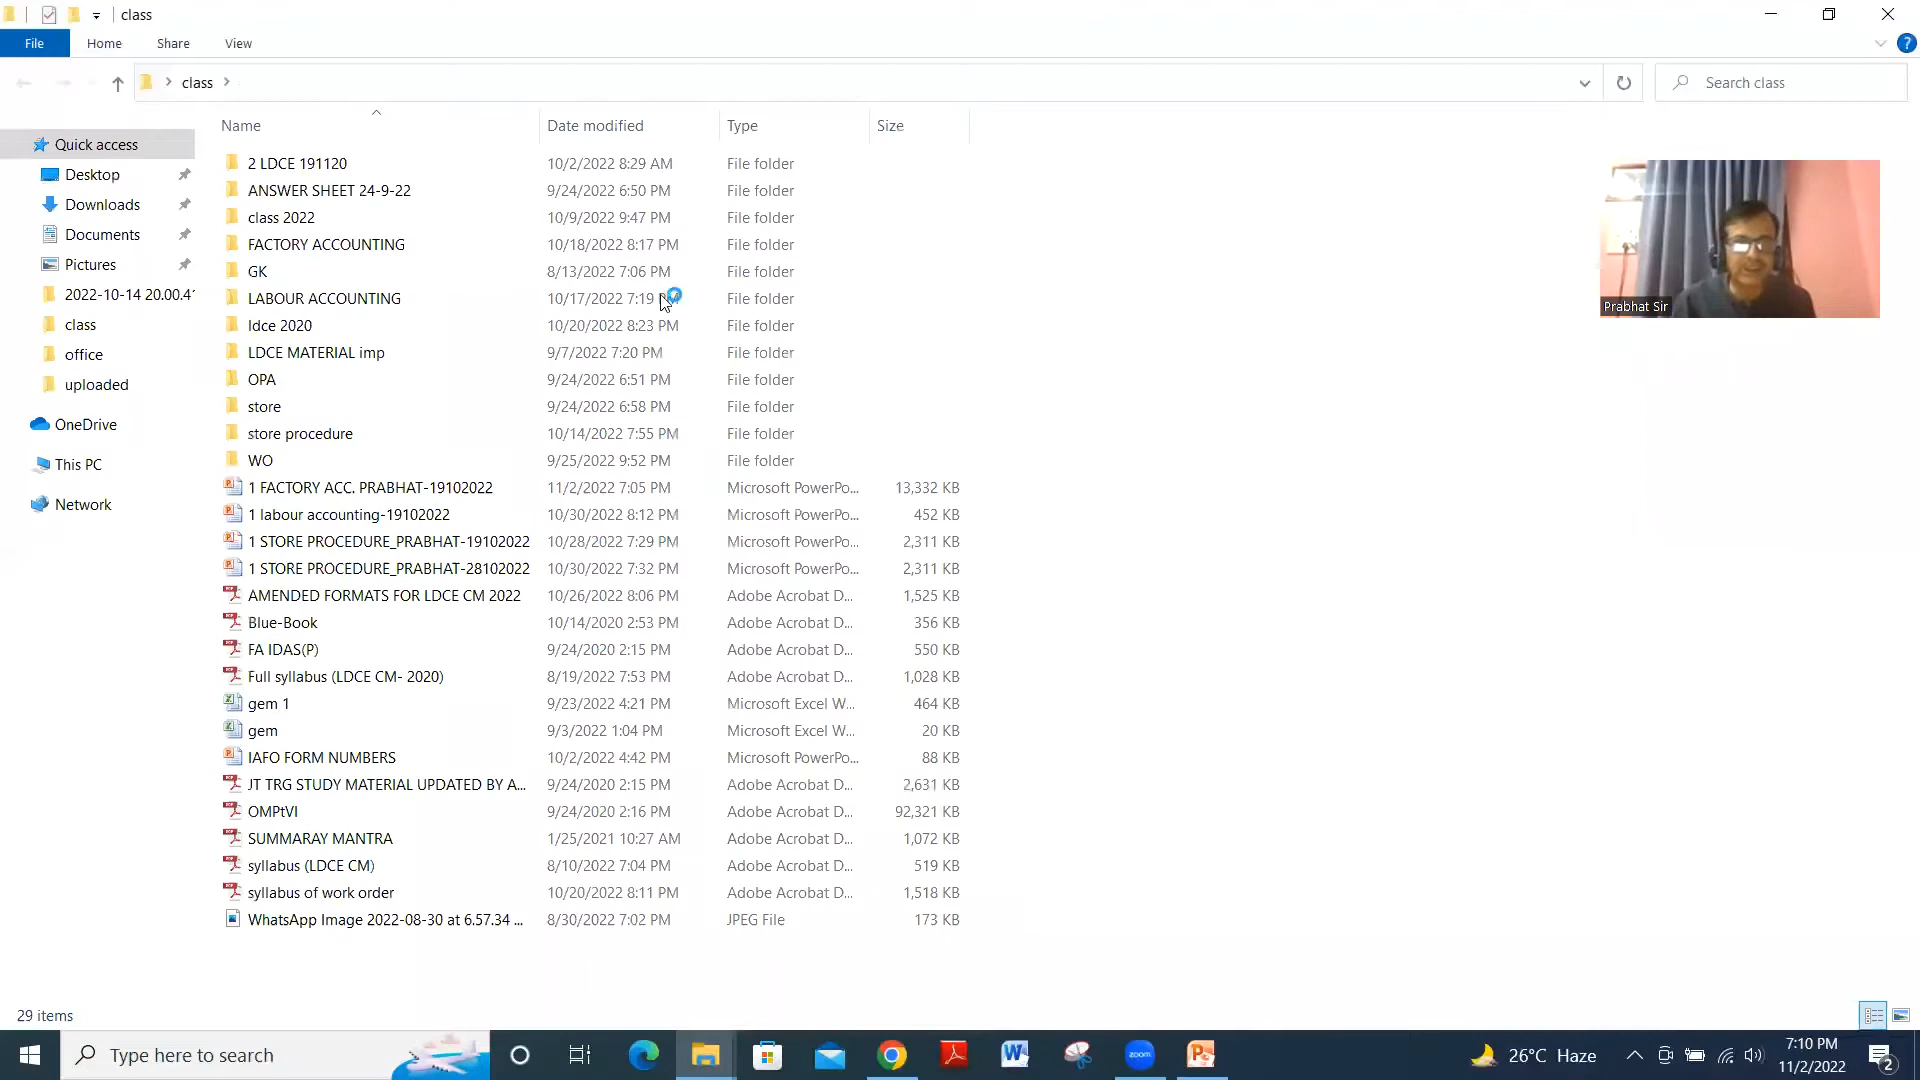 class
File Home Share View
class
Search class
Name Date modified Type Size
Quick access
Desktop
Downloads
Documents
Pictures
2022-10-14 20.00.4
class
office
uploaded
OneDrive
This PC
Network
2 LDCE 191120 10/2/2022 8:29 AM File folder
ANSWER SHEET 24-9-22 9/24/2022 6:50 PM File folder
class 2022 10/9/2022 9:47 PM File folder
FACTORY ACCOUNTING 10/18/2022 8:17 PM File folder
GK 8/13/2022 7:06 PM File folder
LABOUR ACCOUNTING 10/17/2022 7:19 File folder
ldce 2020 10/20/2022 8:23 PM File folder
LDCE MATERIAL imp 9/7/2022 7:20 PM File folder
OPA 9/24/2022 6:51 PM File folder
store 9/24/2022 6:58 PM File folder
store procedure 10/14/2022 7:55 PM File folder
WO 9/25/2022 9:52 PM File folder
1 FACTORY ACC. PRABHAT-19102022 11/2/2022 7:05 PM Microsoft PowerPo... 13,332 KB
1 labour accounting-19102022 10/30/2022 8:12 PM Microsoft PowerPo... 452 KB
1 STORE PROCEDURE_PRABHAT-19102022 10/28/2022 7:29 PM Microsoft PowerPo... 2,311 KB
1 STORE PROCEDURE_PRABHAT-28102022 10/30/2022 7:32 PM Microsoft PowerPo... 2,311 KB
AMENDED FORMATS FOR LDCE CM 2022 10/26/2022 8:06 PM Adobe Acrobat D... 1,525 KB
Blue-Book 10/14/2020 2:53 PM Adobe Acrobat D... 356 KB
FA IDAS(P) 9/24/2020 2:15 PM Adobe Acrobat D... 550 KB
Full syllabus (LDCE CM- 2020) 8/19/2022 7:53 PM Adobe Acrobat D... 1,028 KB
gem 1 9/23/2022 4:21 PM Microsoft Excel W... 464 KB
gem 9/3/2022 1:04 PM Microsoft Excel W... 20 KB
IAFO FORM NUMBERS 10/2/2022 4:42 PM Microsoft PowerPo... 88 KB
JT TRG STUDY MATERIAL UPDATED BY A... 9/24/2020 2:15 PM Adobe Acrobat D... 2,631 KB
OMPtVI 9/24/2020 2:16 PM Adobe Acrobat D... 92,321 KB
SUMMARAY MANTRA 1/25/2021 10:27 AM Adobe Acrobat D... 1,072 KB
syllabus (LDCE CM) 8/10/2022 7:04 PM Adobe Acrobat D... 519 KB
syllabus of work order 10/20/2022 8:11 PM Adobe Acrobat D... 1,518 KB
WhatsApp Image 2022-08-30 at 6.57.34 ... 8/30/2022 7:02 PM JPEG File 173 KB
Prabhat Sir
29 items
Type here to search
zoom
26°C Haze
7:10 PM
11/2/2022
2